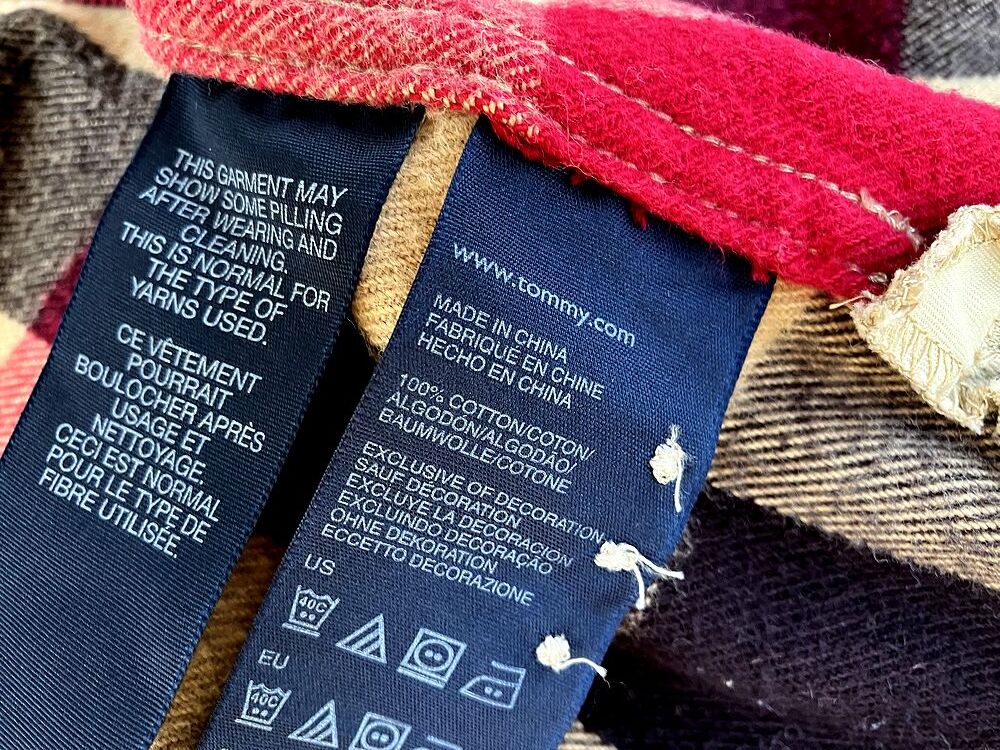 THIS GARMENT MAY
SHOW SOME PILLING
AFTER WEARING AND
CLEANING.
THIS IS NORMAL FOR
THE TYPE OF
YARNS USED.
CE VÊTEMENT
POURRAIT
BOULOCHER APRÈS
USAGE ET
NETTOYAGE.
CECI EST NORMAL
POUR LE TYPE DE
FIBRE UTILISÉE.
www.tommy.com
MADE IN CHINA
FABRIQUÉ EN CHINE
HECHO EN CHINA
100% COTTON/COTON/
ALGODÓN/ALGODÃO/
BAUMWOLLE/COTONE
EXCLUSIVE OF DECORATION
SAUF DÉCORATION
EXCLUYE LA DECORACION
EXCLUINDO DECORAÇÃO
OHNE DEKORATION
ECCETTO DECORAZIONE
US
40C
EU
40C